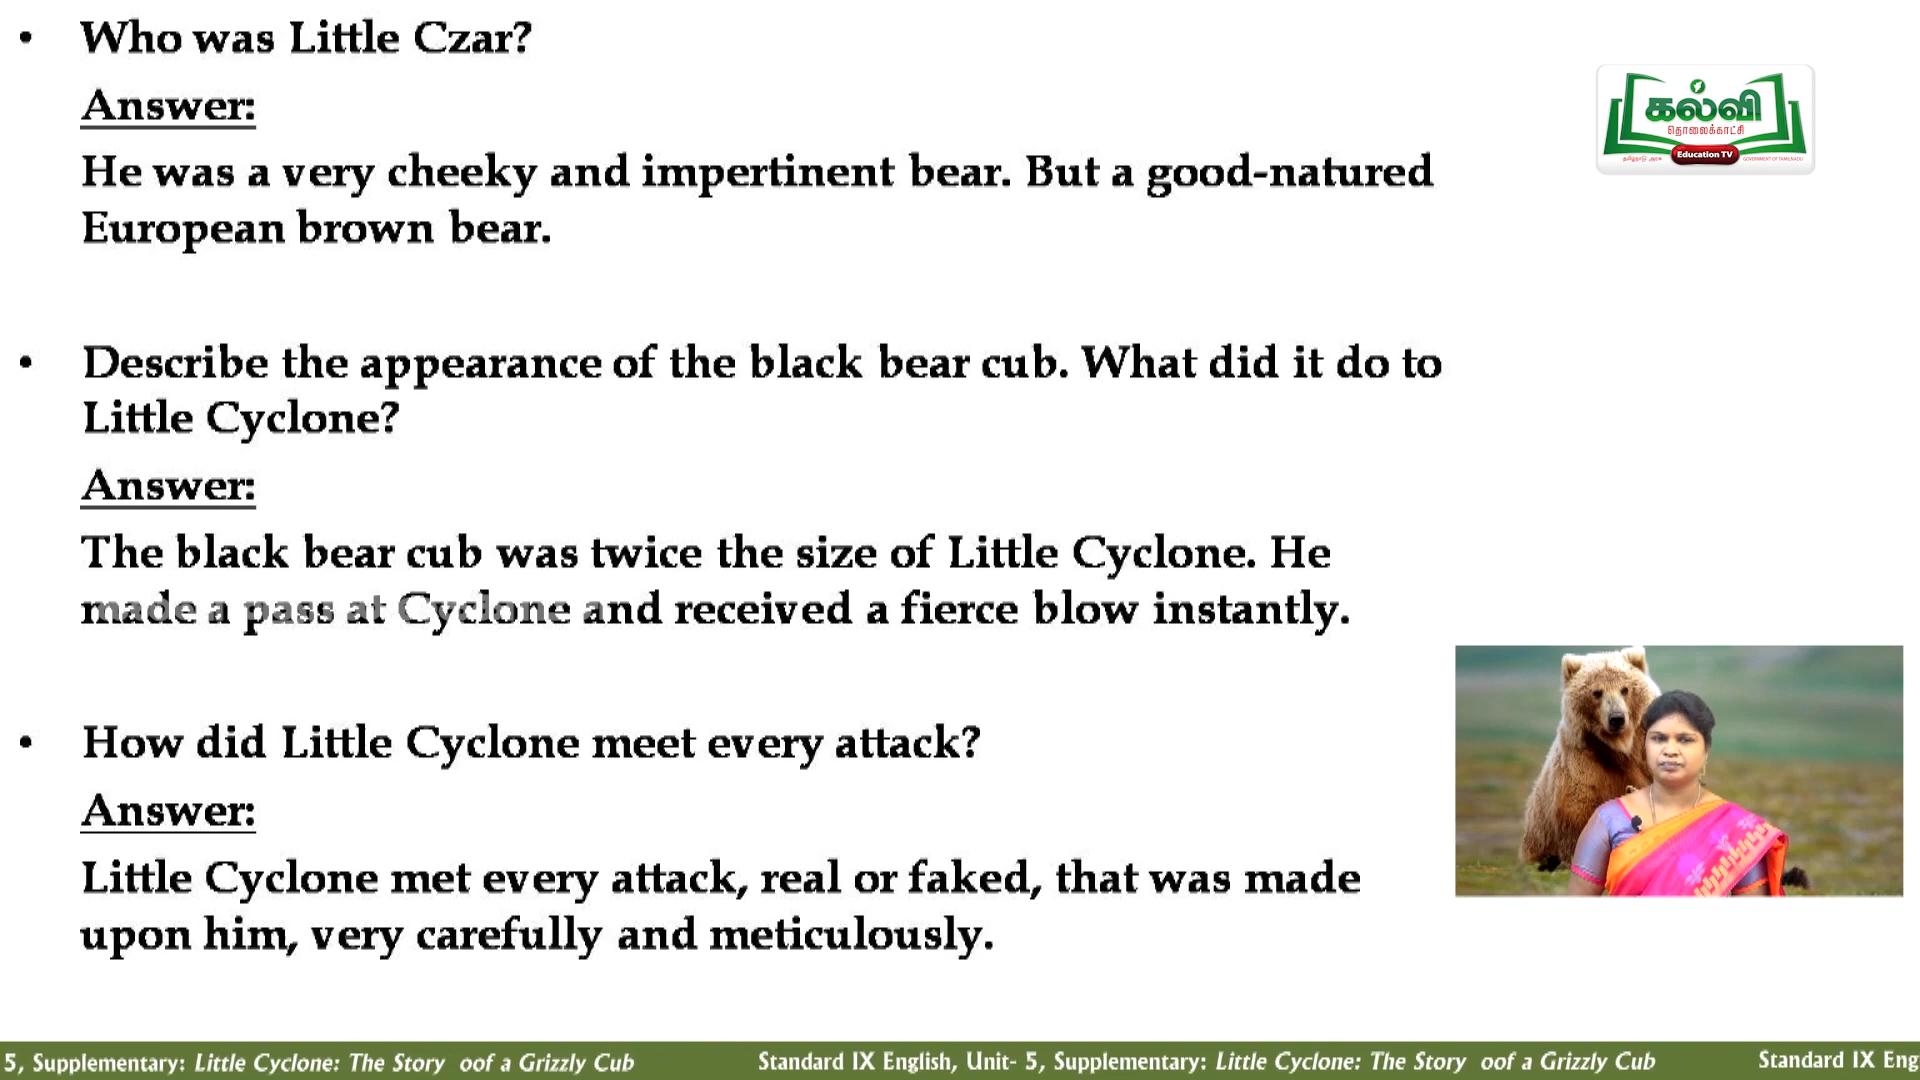 • Who was Little Czar?
Answer:
He was a very cheeky and impertinent bear. But a good-natured
European brown bear.
• Describe the appearance of the black bear cub. What did it do to
Little Cyclone?
Answer:
The black bear cub was twice the size of Little Cyclone. He
made a pass at Cyclone and received a fierce blow instantly.
• How did Little Cyclone meet every attack?
Answer:
Little Cyclone met every attack, real or faked, that was made
upon him, very carefully and meticulously.
கல்வி
தொலைக்காட்சி
தமிழ்நாடு அரசு Education TV GOVERNMENT OF TAMILNADU
5, Supplementary: Little Cyclone: The Story oof a Grizzly Cub Standard IX English, Unit- 5, Supplementary: Little Cyclone: The Story oof a Grizzly Cub Standard IX Eng